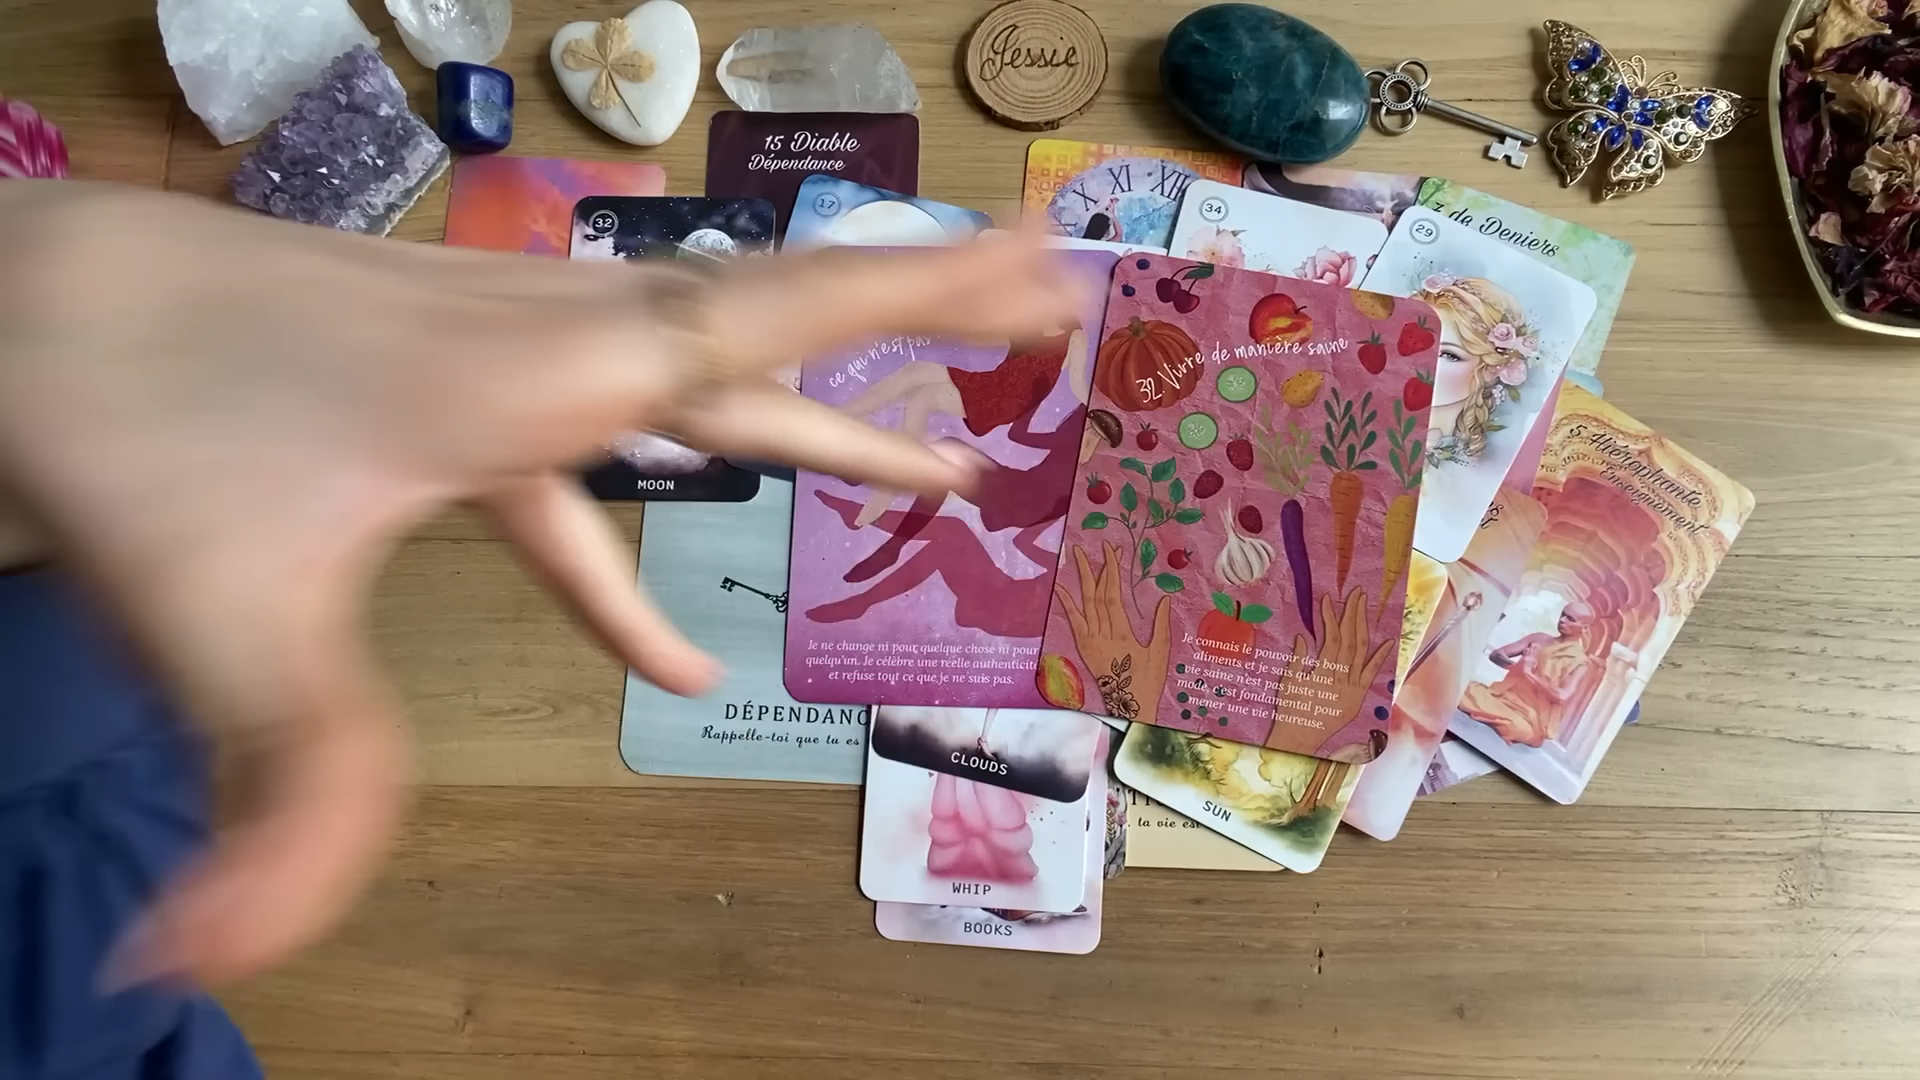 Jessie
15 Diable
Dépendance
32
17
X XI XII
34
29
7 de Deniers
5 Hiérophante
Enseignement
ce qui n'est pas
32. Vivre de manière saine
MOON
Je ne change ni pour quelque chose ni pour
quelqu'un. Je célèbre une réelle authenticité
et refuse tout ce que je ne suis pas.
Je connais le pouvoir des bons
aliments et je sais qu'une
vie saine n'est pas juste une
mode, c'est fondamental pour
mener une vie heureuse.
DÉPENDANC
Rappelle-toi que tu es
CLOUDS
SUN
ta vie est
WHIP
BOOKS